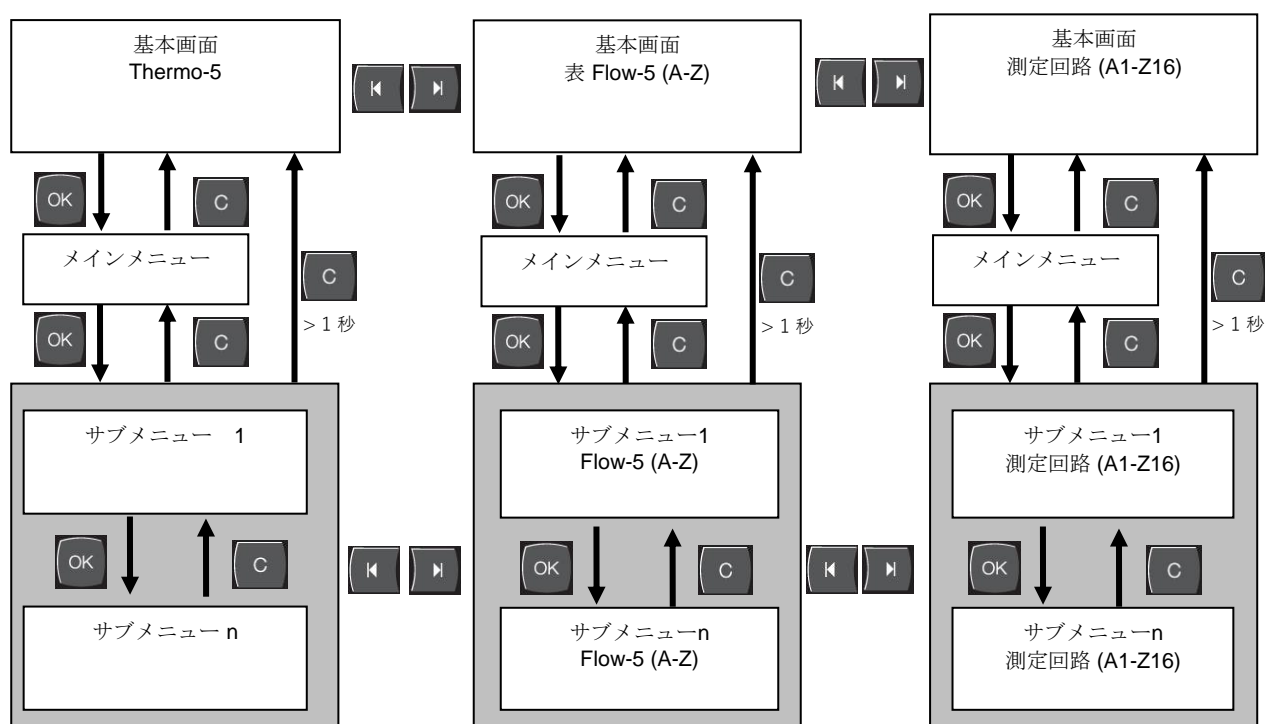 基本画面
Thermo-5
基本画面
表 Flow-5 (A-Z)
基本画面
測定回路 (A1-Z16)
OK
C
OK
C
OK
C
メインメニュー
メインメニュー
メインメニュー
C
> 1 秒
C
> 1 秒
C
> 1 秒
OK
C
OK
C
OK
C
サブメニュー 1
サブメニュー1
Flow-5 (A-Z)
サブメニュー1
測定回路 (A1-Z16)
OK
C
OK
C
OK
C
サブメニュー n
サブメニューn
Flow-5 (A-Z)
サブメニューn
測定回路 (A1-Z16)